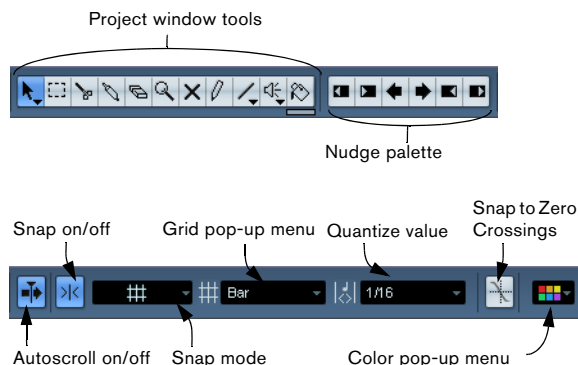 Project window tools
Nudge palette
Snap on/off
Grid pop-up menu
Quantize value
Snap to Zero
Crossings
Bar
1/16
Autoscroll on/off
Snap mode
Color pop-up menu